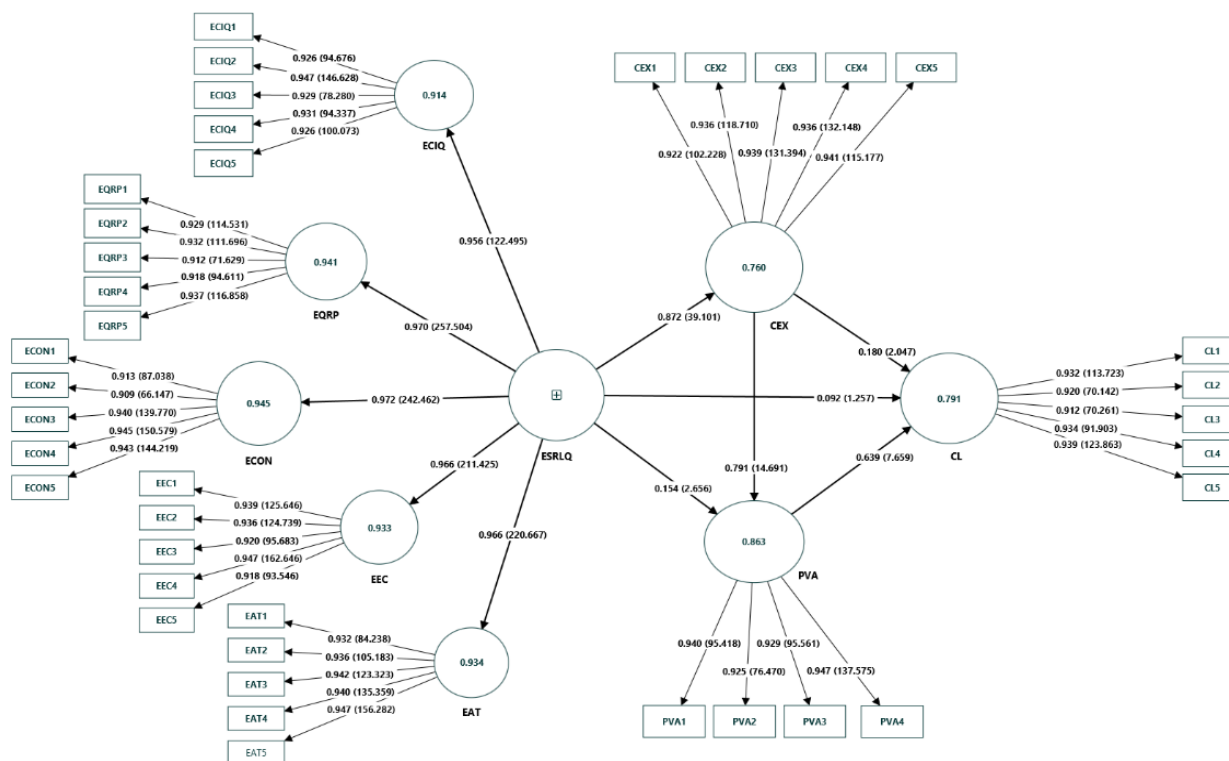 ECIQ1
ECIQ2
ECIQ3
ECIQ4
ECIQ5
0.926 (94.676)
0.947 (146.628)
0.929 (78.280)
0.931 (94.337)
0.926 (100.073)
0.914
ECIQ
EQRP1
EQRP2
EQRP3
EQRP4
EQRP5
0.929 (114.531)
0.932 (111.696)
0.912 (71.629)
0.918 (94.611)
0.937 (116.858)
0.941
EQRP
ECON1
ECON2
ECON3
ECON4
ECON5
0.913 (87.038)
0.909 (66.147)
0.940 (139.770)
0.945 (150.579)
0.943 (144.219)
0.945
ECON
EEC1
EEC2
EEC3
EEC4
EEC5
0.939 (125.646)
0.936 (124.739)
0.920 (95.683)
0.947 (162.646)
0.918 (93.546)
0.933
EEC
EAT1
EAT2
EAT3
EAT4
EAT5
0.932 (84.238)
0.936 (105.183)
0.942 (123.323)
0.940 (135.359)
0.947 (156.282)
0.934
EAT
0.956 (122.495)
0.970 (257.504)
0.972 (242.462)
0.966 (211.425)
0.966 (220.667)
ESRLQ
0.872 (39.101)
0.092 (1.257)
0.154 (2.656)
CEX1
CEX2
CEX3
CEX4
CEX5
0.922 (102.228)
0.936 (118.710)
0.939 (131.394)
0.936 (132.148)
0.941 (115.177)
0.760
CEX
0.180 (2.047)
0.791 (14.691)
0.639 (7.659)
0.791
CL
0.932 (113.723)
0.920 (70.142)
0.912 (70.261)
0.934 (91.903)
0.939 (123.863)
CL1
CL2
CL3
CL4
CL5
0.863
PVA
0.940 (95.418)
0.925 (76.470)
0.929 (95.561)
0.947 (137.575)
PVA1
PVA2
PVA3
PVA4